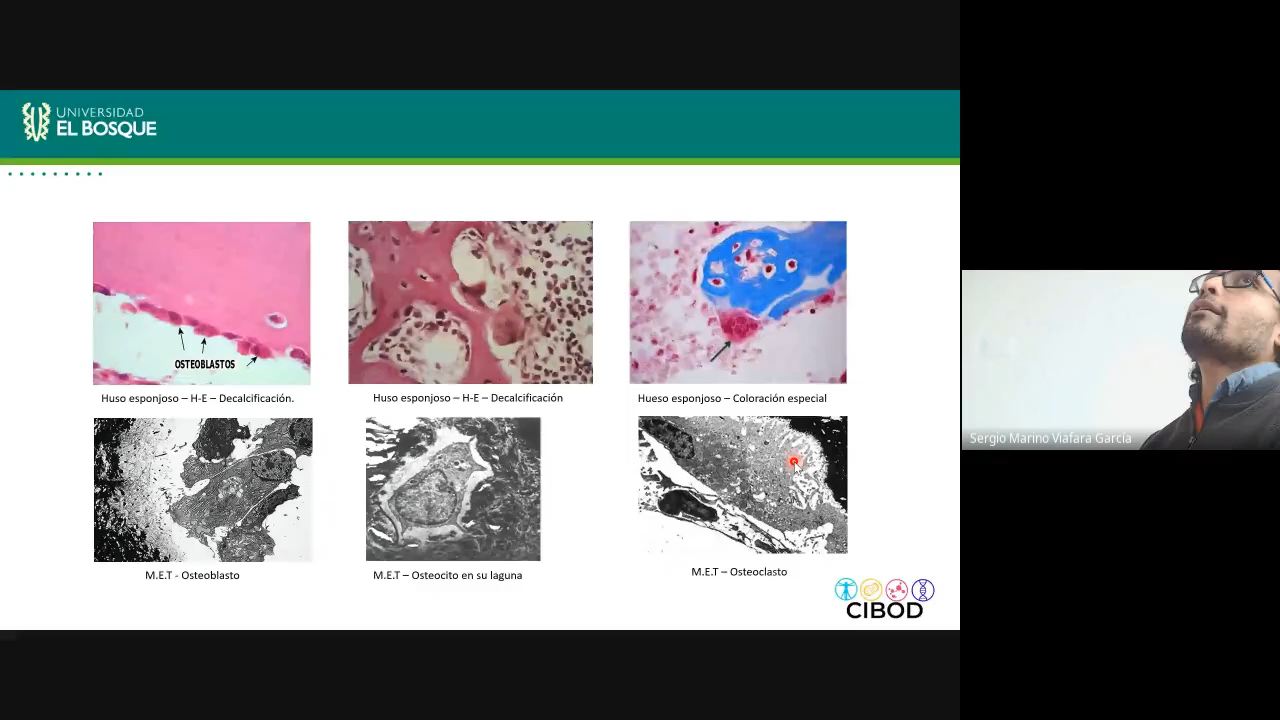 UNIVERSIDAD
EL BOSQUE
OSTEOBLASTOS
Huso esponjoso – H-E – Decalcificación.
Huso esponjoso – H-E – Decalcificación
Hueso esponjoso – Coloración especial
M.E.T - Osteoblasto
M.E.T – Osteocito en su laguna
M.E.T – Osteoclasto
CIBOD
Sergio Marino Viafara García